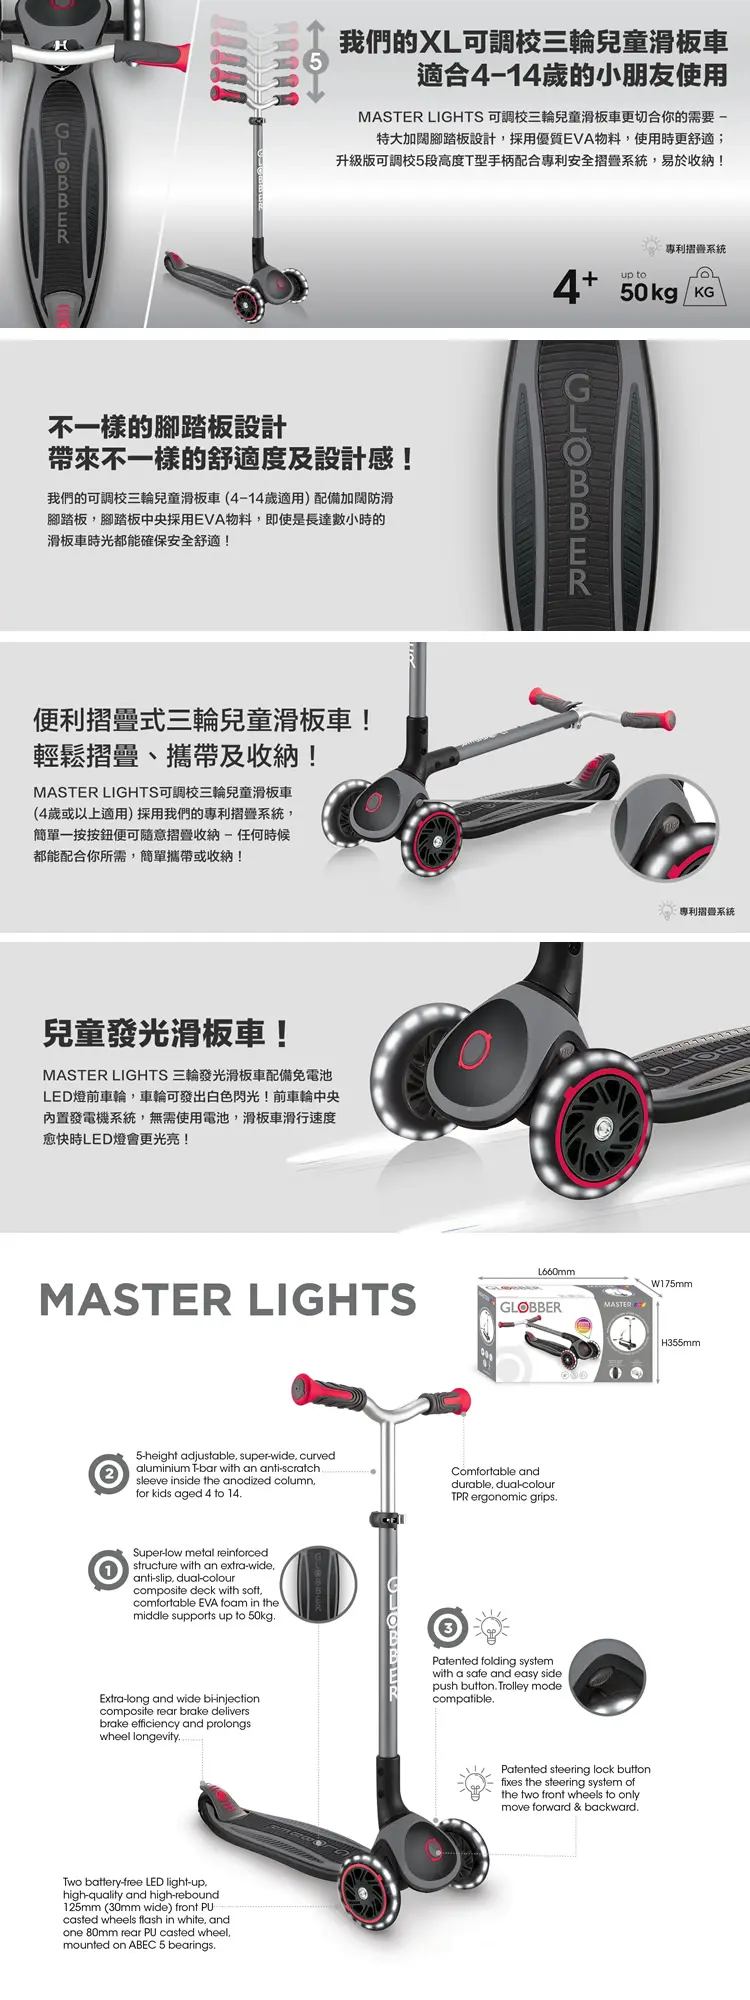 GLOBBER
GLOBBER
5
我們的XL可調校三輪兒童滑板車
適合4-14歲的小朋友使用
MASTER LIGHTS 可調校三輪兒童滑板車更切合你的需要 –
特大加闊腳踏板設計，採用優質EVA物料，使用時更舒適；
升級版可調校5段高度T型手柄配合專利安全摺疊系統，易於收納！
專利摺疊系統
4+
up to
50kg
KG
不一樣的腳踏板設計
帶來不一樣的舒適度及設計感！
我們的可調校三輪兒童滑板車 (4-14歲適用) 配備加闊防滑
腳踏板，腳踏板中央採用EVA物料，即使是長達數小時的
滑板車時光都能確保安全舒適！
GLOBBER
便利摺疊式三輪兒童滑板車！
輕鬆摺疊、攜帶及收納！
MASTER LIGHTS可調校三輪兒童滑板車
(4歲或以上適用) 採用我們的專利摺疊系統，
簡單一按按鈕便可隨意摺疊收納 – 任何時候
都能配合你所需，簡單攜帶或收納！
專利摺疊系統
兒童發光滑板車！
MASTER LIGHTS 三輪發光滑板車配備免電池
LED燈前車輪，車輪可發出白色閃光！前車輪中央
內置發電機系統，無需使用電池，滑板車滑行速度
愈快時LED燈會更光亮！
MASTER LIGHTS
L660mm
W175mm
H355mm
GLOBBER
MASTER
2
5-height adjustable, super-wide, curved
aluminium T-bar with an anti-scratch
sleeve inside the anodized column,
for kids aged 4 to 14.
Comfortable and
durable, dual-colour
TPR ergonomic grips.
1
Super-low metal reinforced
structure with an extra-wide,
anti-slip, dual-colour
composite deck with soft,
comfortable EVA foam in the
middle supports up to 50kg.
GLOBBER
GLOBBER
3
Patented folding system
with a safe and easy side
push button. Trolley mode
compatible.
Extra-long and wide bi-injection
composite rear brake delivers
brake efficiency and prolongs
wheel longevity.
Patented steering lock button
fixes the steering system of
the two front wheels to only
move forward & backward.
Two battery-free LED light-up,
high-quality and high-rebound
125mm (30mm wide) front PU
casted wheels flash in white, and
one 80mm rear PU casted wheel,
mounted on ABEC 5 bearings.